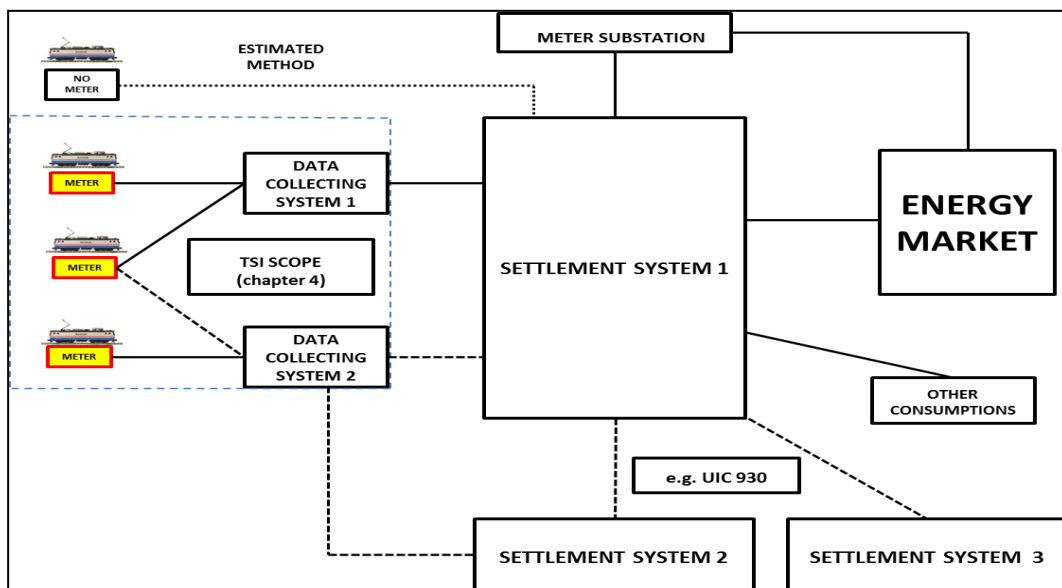 METER SUBSTATION
ESTIMATED
METHOD
NO
METER
METER
DATA
COLLECTING
SYSTEM 1
METER
TSI SCOPE
(chapter 4)
METER
DATA
COLLECTING
SYSTEM 2
SETTLEMENT SYSTEM 1
ENERGY
MARKET
OTHER
CONSUMPTIONS
e.g. UIC 930
SETTLEMENT SYSTEM 2
SETTLEMENT SYSTEM 3